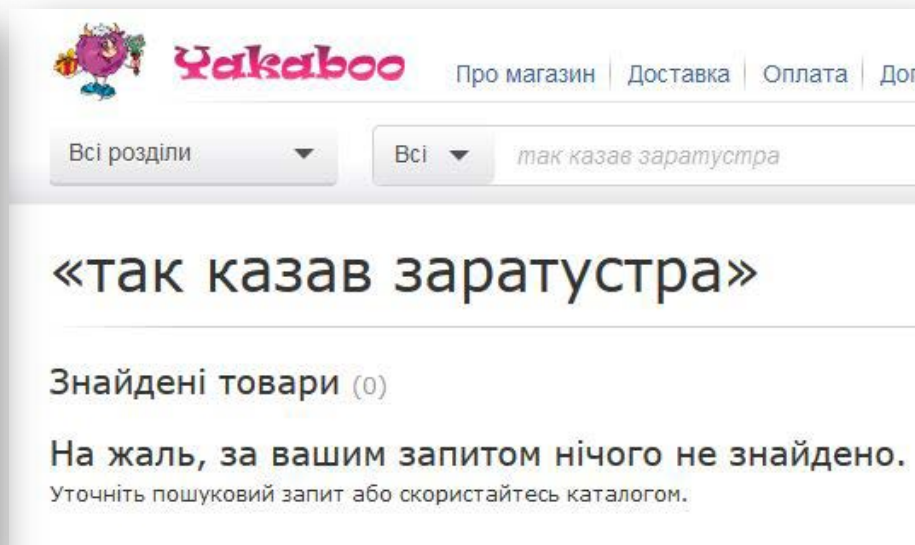 Yakaboo
Про магазин Доставка Оплата
Всі розділи Всі так казав заратустра
«так казав заратустра»
Знайдені товари (0)
На жаль, за вашим запитом нічого не знайдено.
Уточніть пошуковий запит або скористайтесь каталогом.